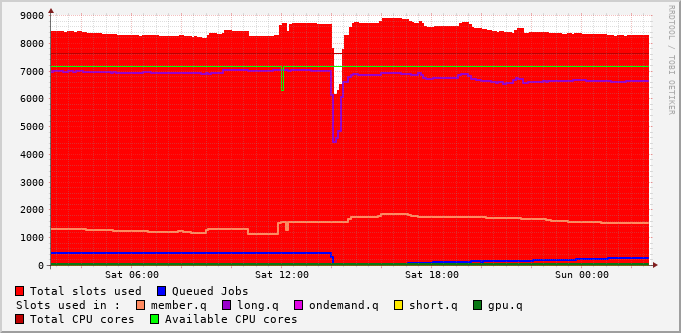 9000
8000
7000
6000
5000
4000
3000
2000
1000
0
Sat 06:00 Sat 12:00 Sat 18:00 Sun 00:00
RRDTOOL / TOBI OETIKER
Total slots used Queued Jobs
Slots used in : member.q long.q ondemand.q short.q gpu.q
Total CPU cores Available CPU cores